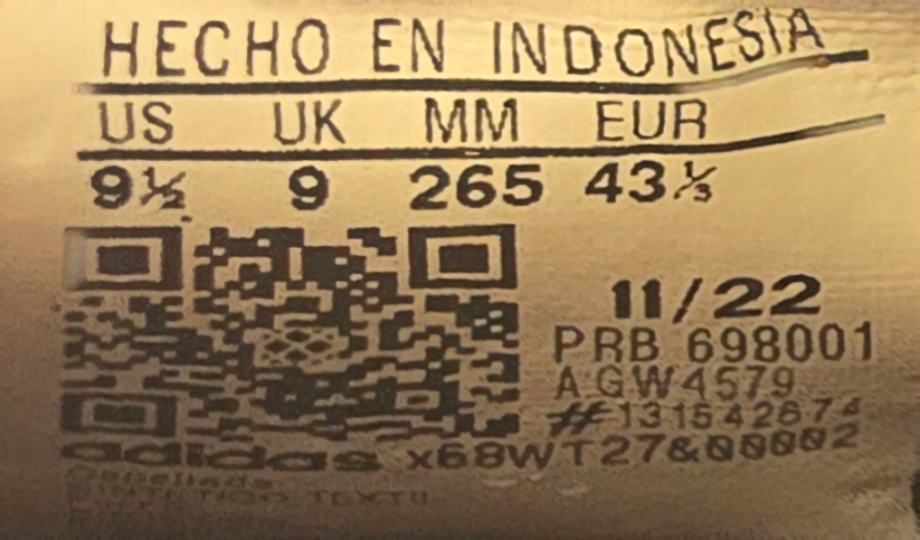 HECHO EN INDONESIA
US UK MM EUR
9½ 9 265 43⅓
11/22
PRB 698001
A GW4579
#131542674
adidas x68WT27&00002